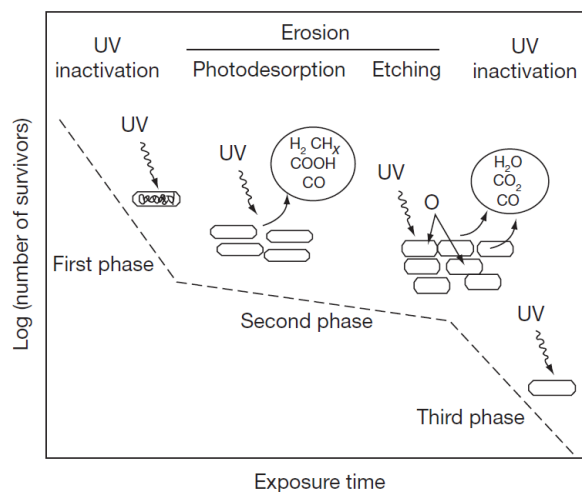 UV
inactivation
Erosion
Photodesorption
Etching
UV
inactivation
UV
UV
H₂ CHₓ
COOH
CO
UV
O
H₂O
CO₂
CO
First phase
Second phase
UV
Third phase
Log (number of survivors)
Exposure time